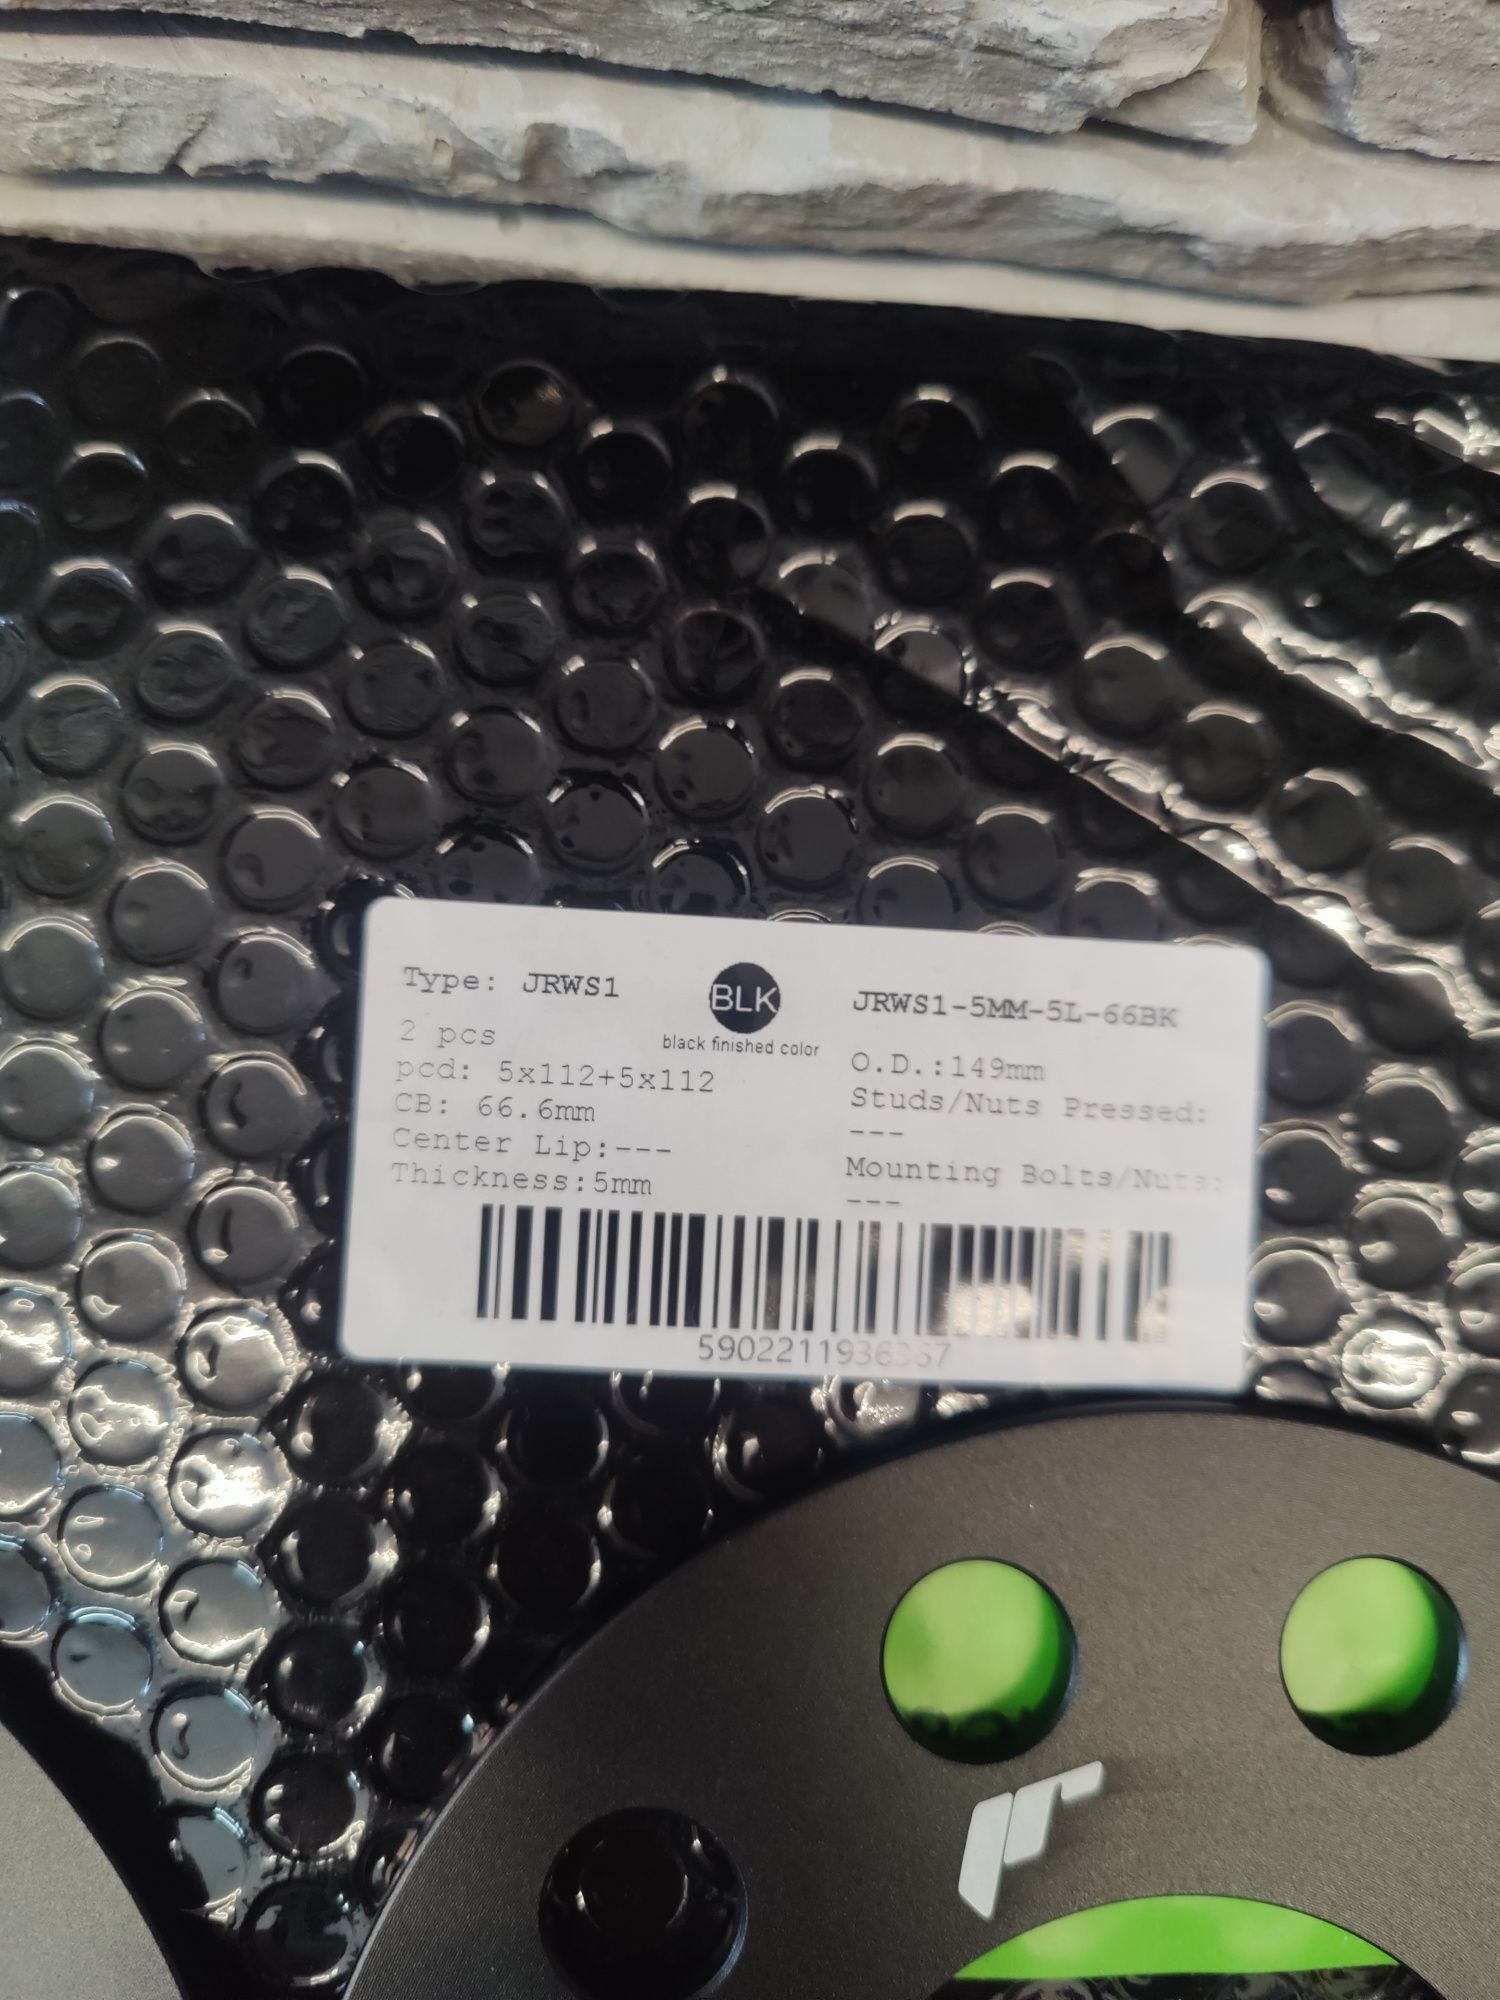 Type: JRWS1
2 pcs
pcd: 5x112+5x112
CB: 66.6mm
Center Lip:---
Thickness:5mm
BLK
black finished color
JRWS1-5MM-5L-66BK
O.D.:149mm
Studs/Nuts Pressed:
---
Mounting Bolts/Nuts:
---
5902211936367